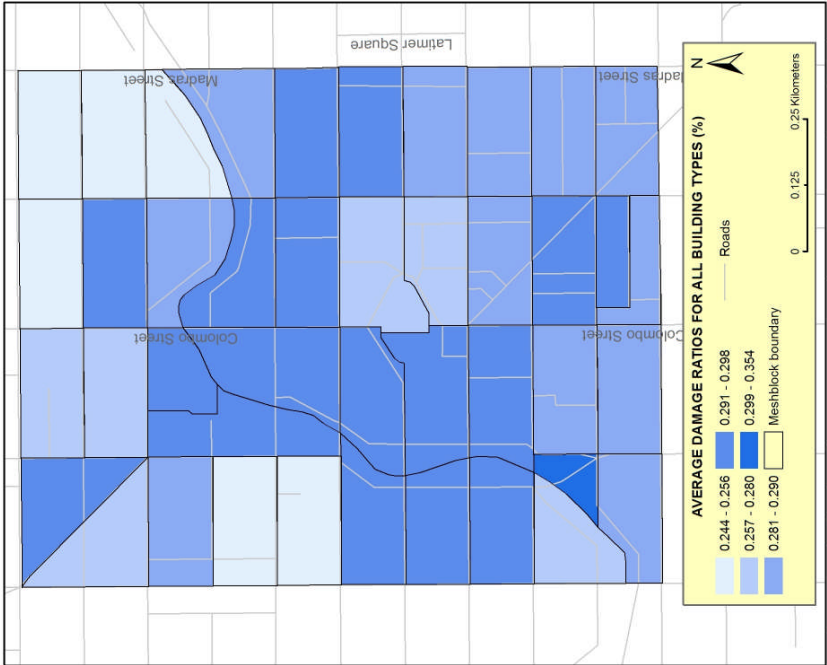 Latimer Square
Madras Street
Madras Street
Colombo Street
Colombo Street
N
AVERAGE DAMAGE RATIOS FOR ALL BUILDING TYPES (%)
0.244 - 0.256
0.257 - 0.280
0.281 - 0.290
0.291 - 0.298
0.299 - 0.354
Meshblock boundary
Roads
0 0.125 0.25 Kilometers